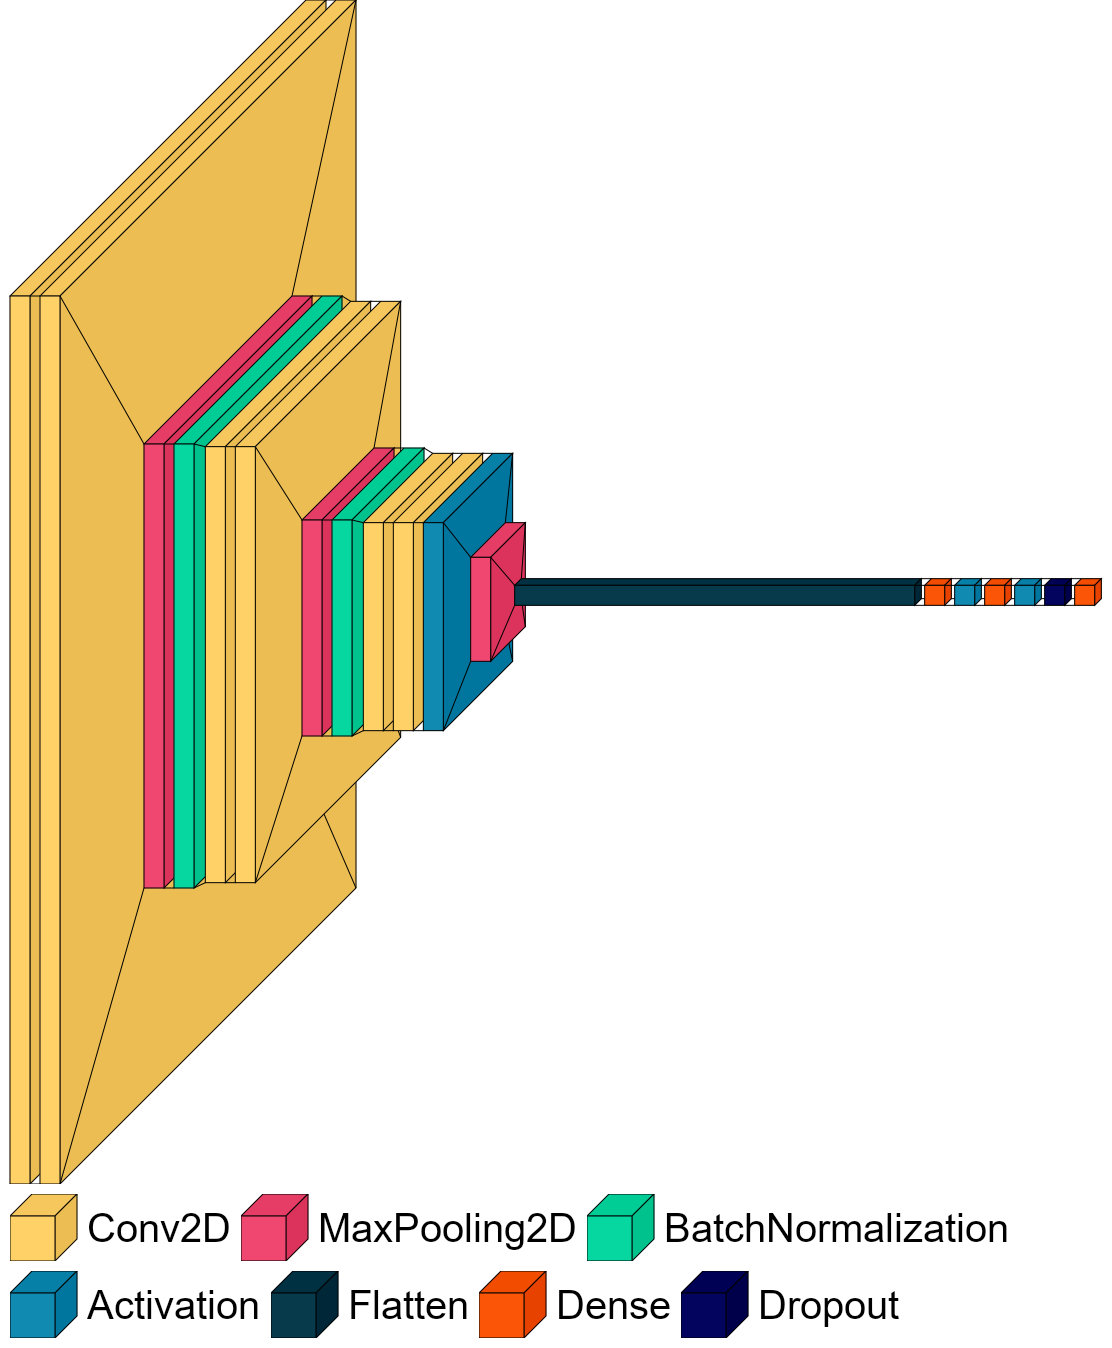 Conv2D MaxPooling2D BatchNormalization
Activation Flatten Dense Dropout